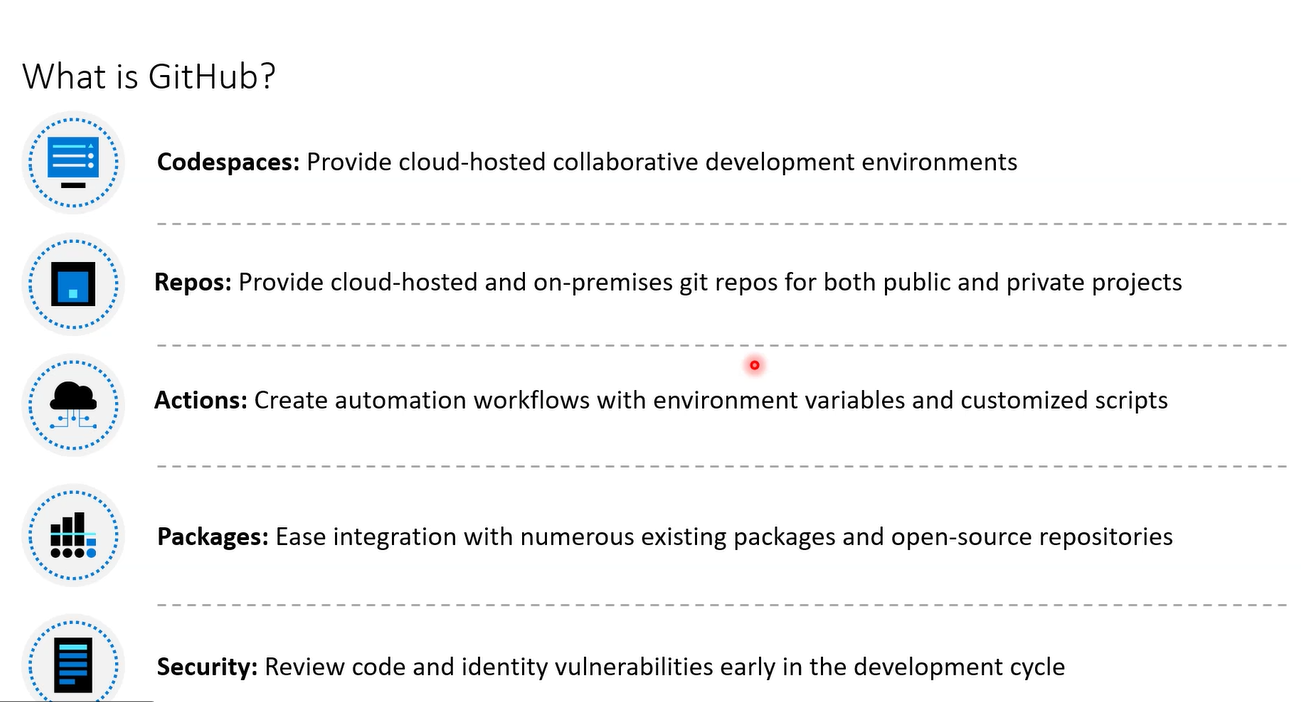 What is GitHub?
Codespaces: Provide cloud-hosted collaborative development environments
Repos: Provide cloud-hosted and on-premises git repos for both public and private projects
Actions: Create automation workflows with environment variables and customized scripts
Packages: Ease integration with numerous existing packages and open-source repositories
Security: Review code and identity vulnerabilities early in the development cycle